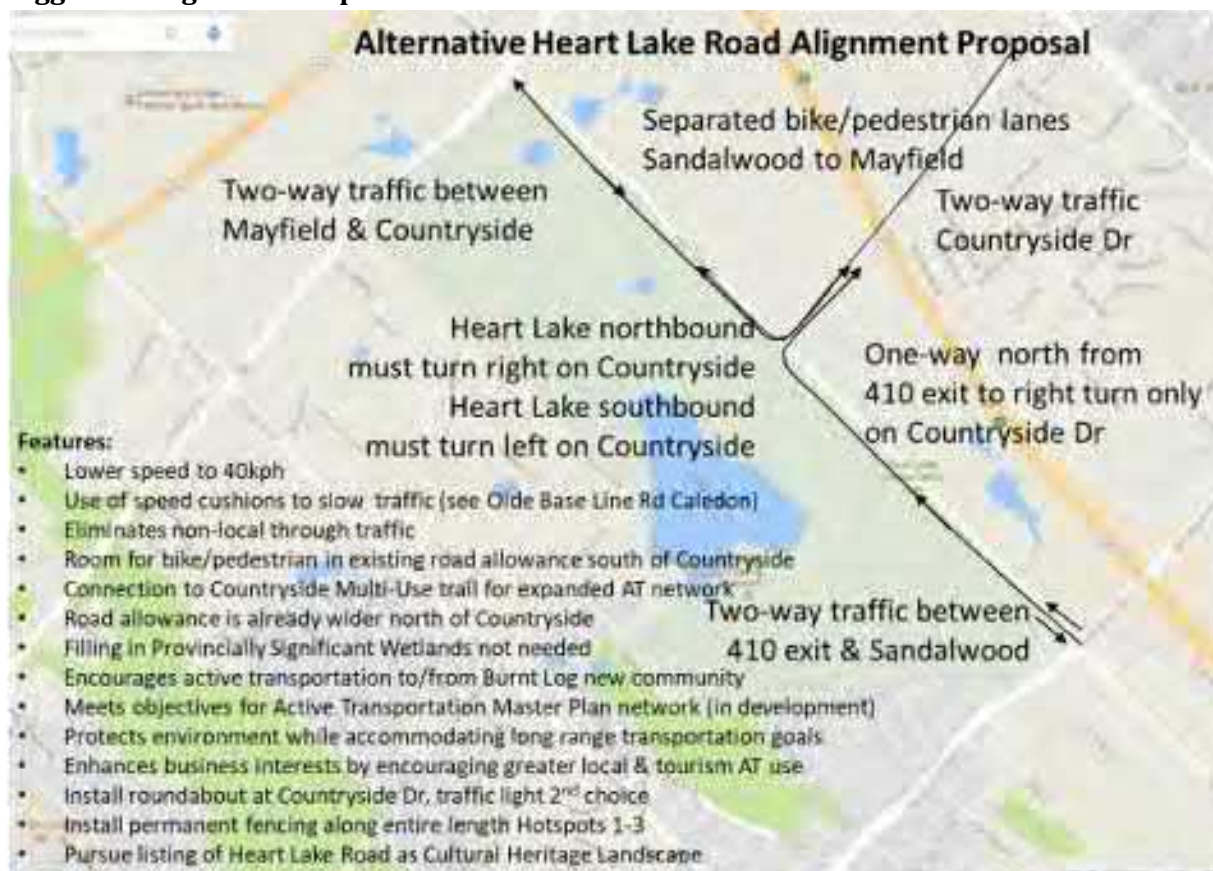 Alternative Heart Lake Road Alignment Proposal
Separated bike/pedestrian lanes
Sandalwood to Mayfield
Two-way traffic between
Mayfield & Countryside
Two-way traffic
Countryside Dr
Heart Lake northbound
must turn right on Countryside
Heart Lake southbound
must turn left on Countryside
One-way north from
410 exit to right turn only
on Countryside Dr
Features:
• Lower speed to 40kph
• Use of speed cushions to slow traffic (see Olde Base Line Rd Caledon)
• Eliminates non-local through traffic
• Room for bike/pedestrian in existing road allowance south of Countryside
• Connection to Countryside Multi-Use trail for expanded AT network
• Road allowance is already wider north of Countryside
• Filling in Provincially Significant Wetlands not needed
• Encourages active transportation to/from Burnt Log new community
• Meets objectives for Active Transportation Master Plan network (in development)
• Protects environment while accommodating long range transportation goals
• Enhances business interests by encouraging greater local & tourism AT use
• Install roundabout at Countryside Dr, traffic light 2nd choice
• Install permanent fencing along entire length Hotspots 1-3
• Pursue listing of Heart Lake Road as Cultural Heritage Landscape
Two-way traffic between
410 exit & Sandalwood